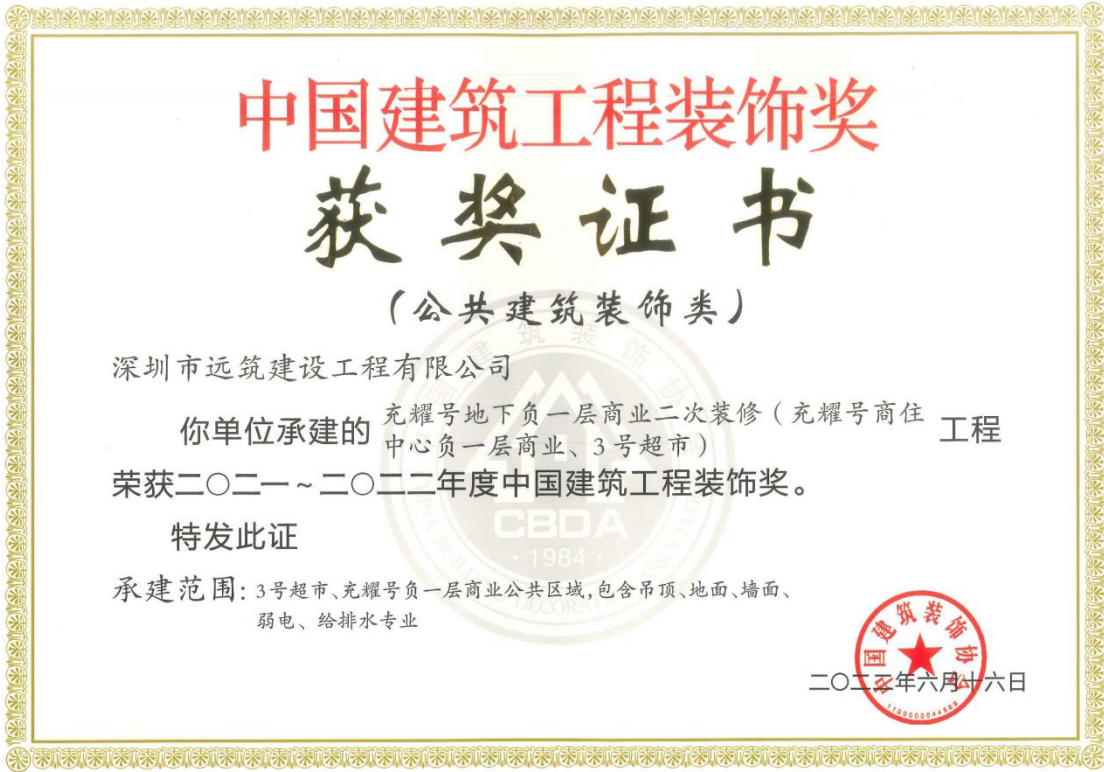 中国建筑工程装饰奖
获奖证书
（公共建筑装饰类）
深圳市远筑建设工程有限公司
你单位承建的 充耀号地下负一层商业二次装修（充耀号商住中心负一层商业、3号超市） 工程
荣获二〇二一~二〇二二年度中国建筑工程装饰奖。
特发此证
承建范围：3号超市、充耀号负一层商业公共区域，包含吊顶、地面、墙面、
弱电、给排水专业
CBDA
·1984·
中国建筑装饰协会